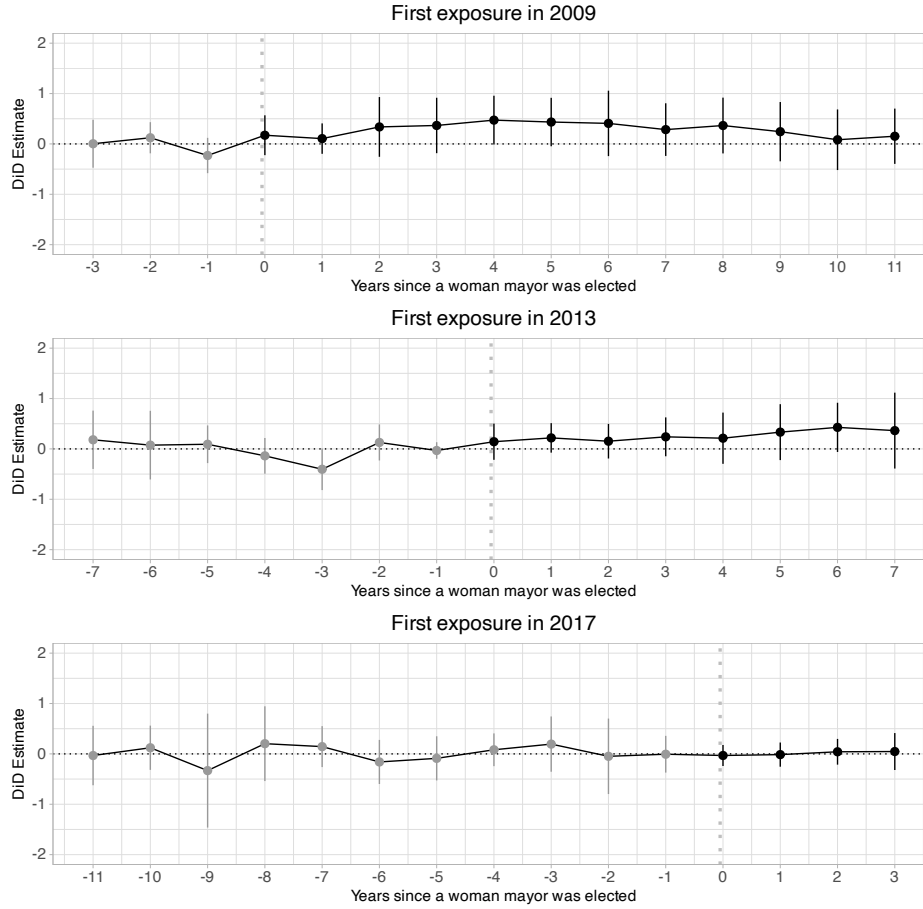 First exposure in 2009
2
1
0
-1
-2
DiD Estimate
-3 -2 -1 0 1 2 3 4 5 6 7 8 9 10 11
Years since a woman mayor was elected
First exposure in 2013
2
1
0
-1
-2
DiD Estimate
-7 -6 -5 -4 -3 -2 -1 0 1 2 3 4 5 6 7
Years since a woman mayor was elected
First exposure in 2017
2
1
0
-1
-2
DiD Estimate
-11 -10 -9 -8 -7 -6 -5 -4 -3 -2 -1 0 1 2 3
Years since a woman mayor was elected